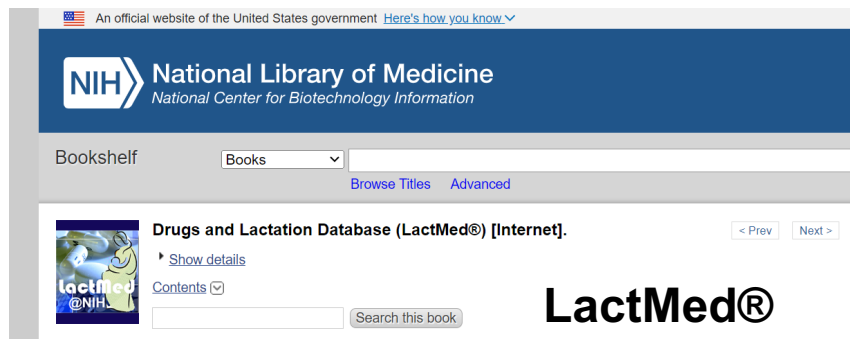 An official website of the United States government Here's how you know
NIH National Library of Medicine
National Center for Biotechnology Information
Bookshelf
Books
Browse Titles Advanced
Drugs and Lactation Database (LactMed®) [Internet].
< Prev Next >
Show details
LactMed
@NIH
Contents
Search this book
LactMed®